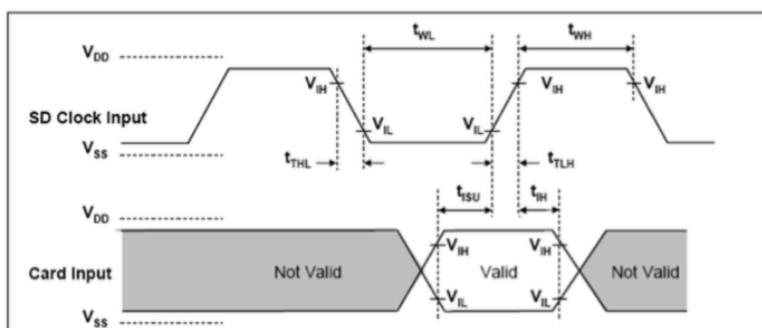 t_WL t_WH
V_DD
V_IH V_IH V_IH
SD Clock Input
V_IL V_IL
V_SS
t_THL t_TLH
t_ISU t_IH
V_DD
V_IH V_IH
Not Valid Valid Not Valid
Card Input
V_IL V_IL
V_SS